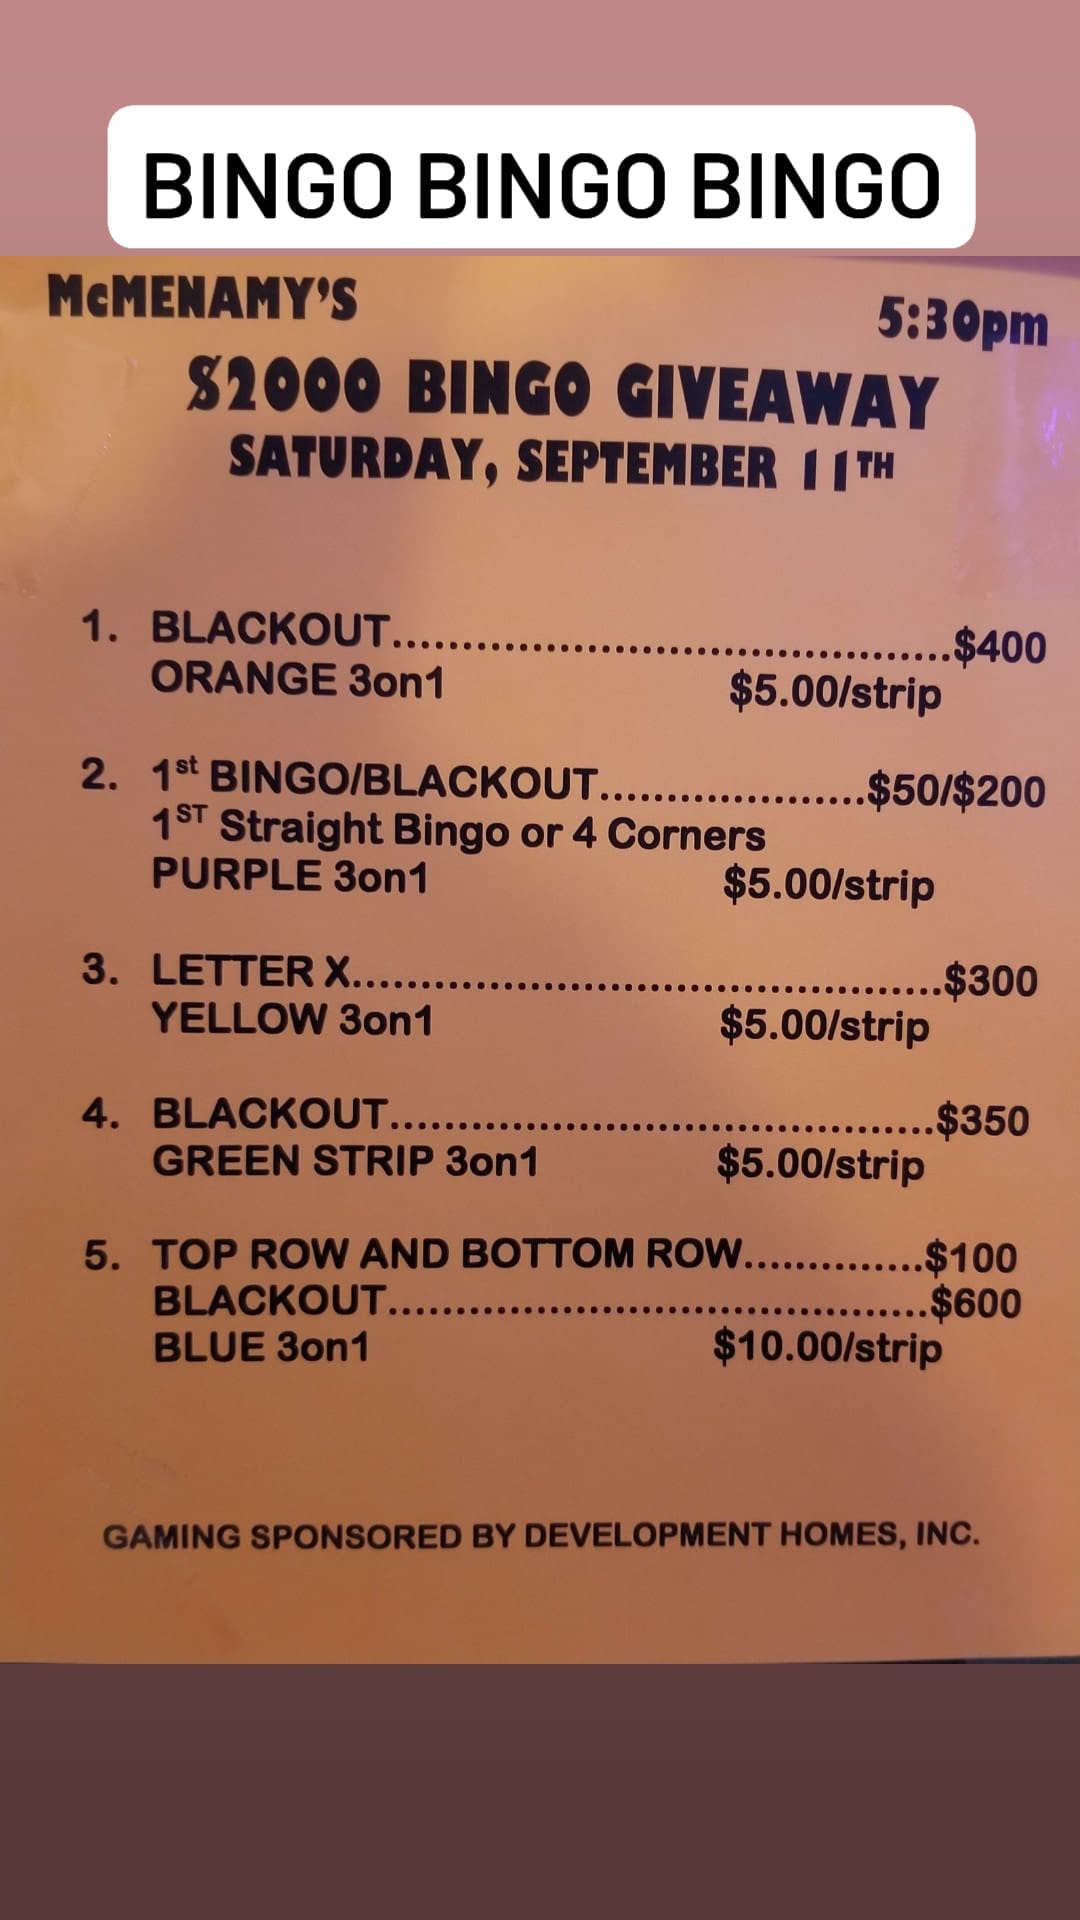 BINGO BINGO BINGO
McMENAMY'S
5:30pm
$2000 BINGO GIVEAWAY
SATURDAY, SEPTEMBER 11TH
1. BLACKOUT.........................................$400
ORANGE 3on1 $5.00/strip
2. 1st BINGO/BLACKOUT....................$50/$200
1ST Straight Bingo or 4 Corners
PURPLE 3on1 $5.00/strip
3. LETTER X............................................$300
YELLOW 3on1 $5.00/strip
4. BLACKOUT.........................................$350
GREEN STRIP 3on1 $5.00/strip
5. TOP ROW AND BOTTOM ROW..............$100
BLACKOUT.........................................$600
BLUE 3on1 $10.00/strip
GAMING SPONSORED BY DEVELOPMENT HOMES, INC.